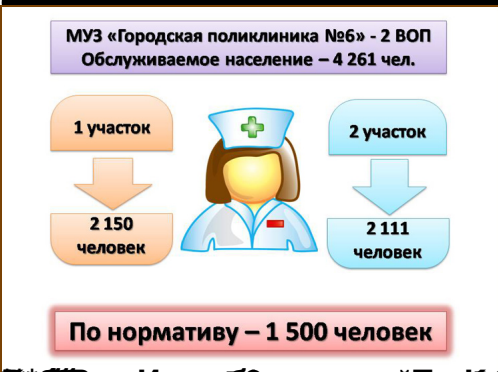 МУЗ «Городская поликлиника №6» - 2 ВОП
Обслуживаемое население – 4 261 чел.
1 участок
2 участок
2 150
человек
2 111
человек
По нормативу – 1 500 человек